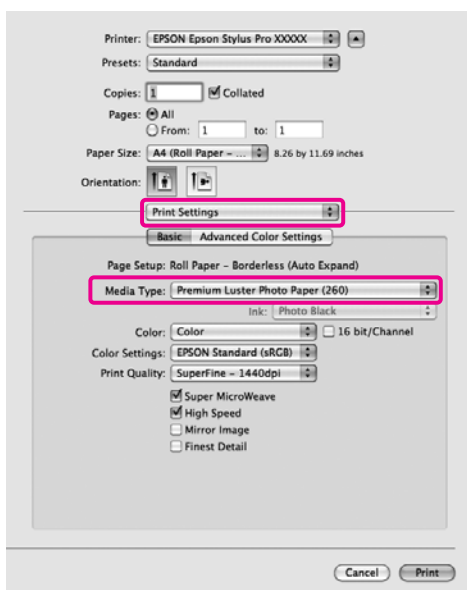 Printer: EPSON Epson Stylus Pro XXXXX
Presets: Standard
Copies: 1 Collated
Pages: All
From: 1 to: 1
Paper Size: A4 (Roll Paper – ... 8.26 by 11.69 inches
Orientation:
Print Settings
Basic Advanced Color Settings
Page Setup: Roll Paper – Borderless (Auto Expand)
Media Type: Premium Luster Photo Paper (260)
Ink: Photo Black
Color: Color 16 bit/Channel
Color Settings: EPSON Standard (sRGB)
Print Quality: SuperFine – 1440dpi
Super MicroWeave
High Speed
Mirror Image
Finest Detail
Cancel Print